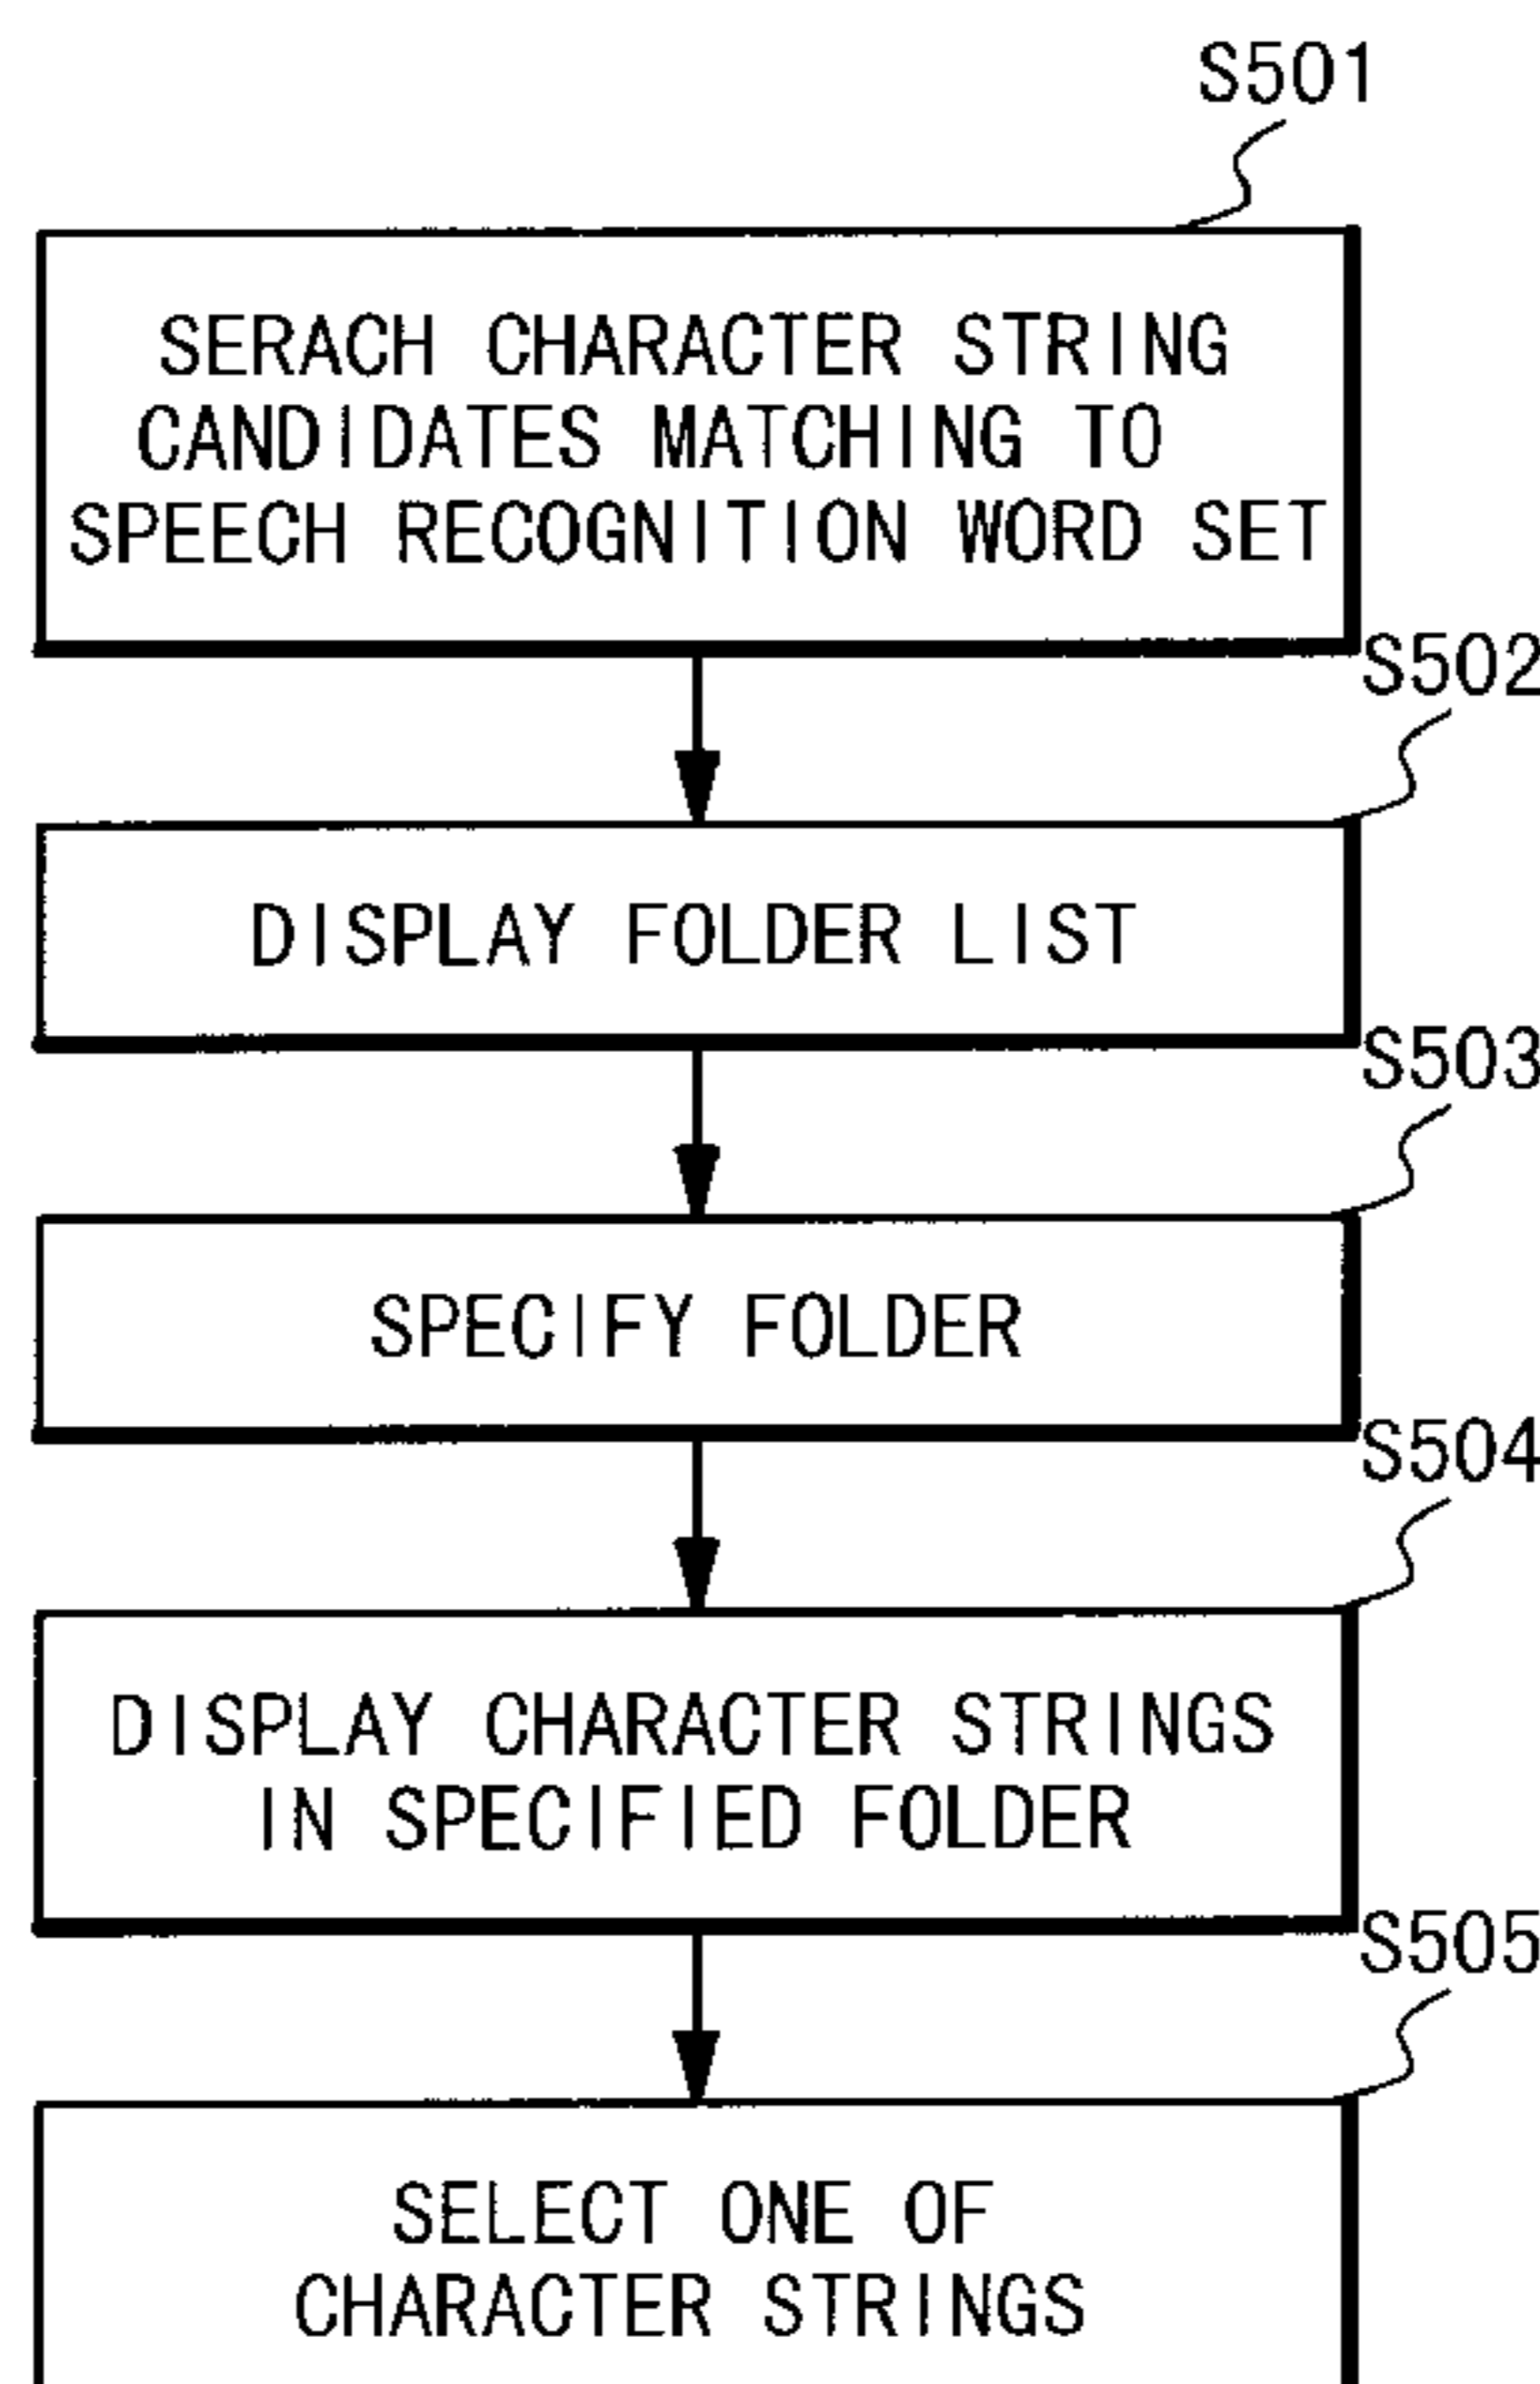 S501
SERACH CHARACTER STRING
CANDIDATES MATCHING TO
SPEECH RECOGNITION WORD SET
S502
DISPLAY FOLDER LIST
S503
SPECIFY FOLDER
S504
DISPLAY CHARACTER STRINGS
IN SPECIFIED FOLDER
S505
SELECT ONE OF
CHARACTER STRINGS